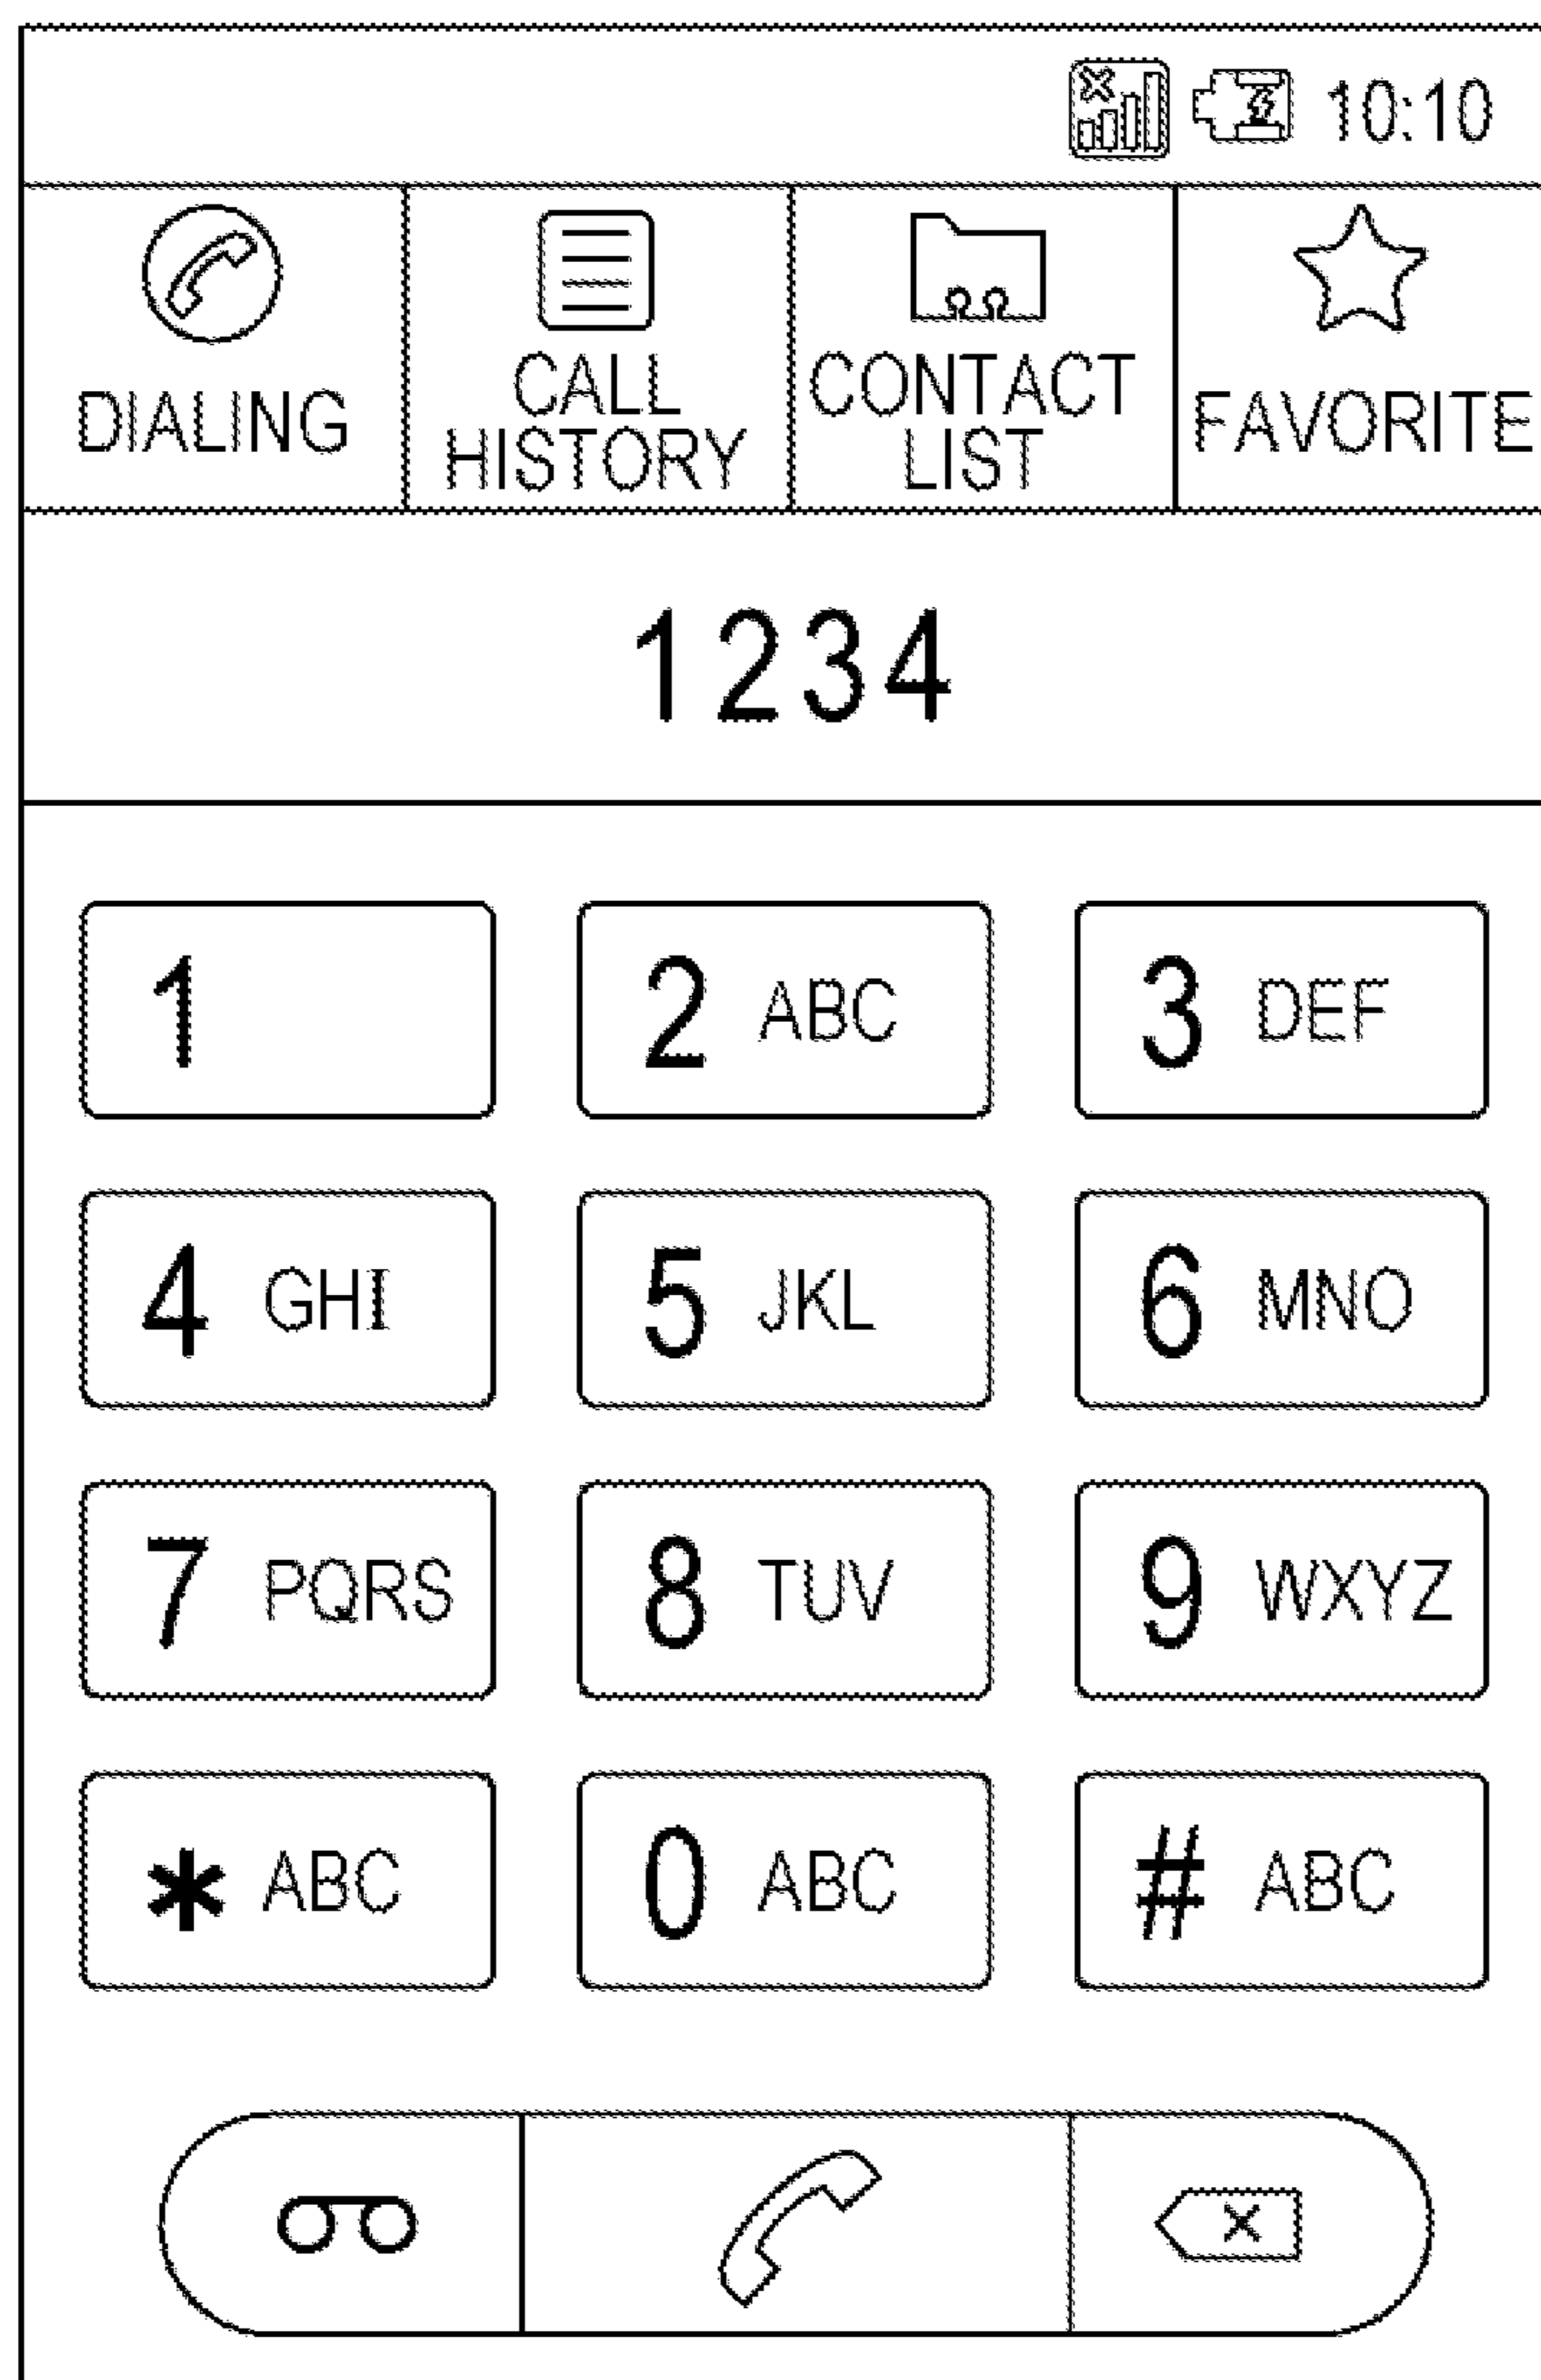 10:10
DIALING
CALL
HISTORY
CONTACT
LIST
FAVORITE
1234
1
2 ABC
3 DEF
4 GHI
5 JKL
6 MNO
7 PQRS
8 TUV
9 WXYZ
* ABC
0 ABC
# ABC